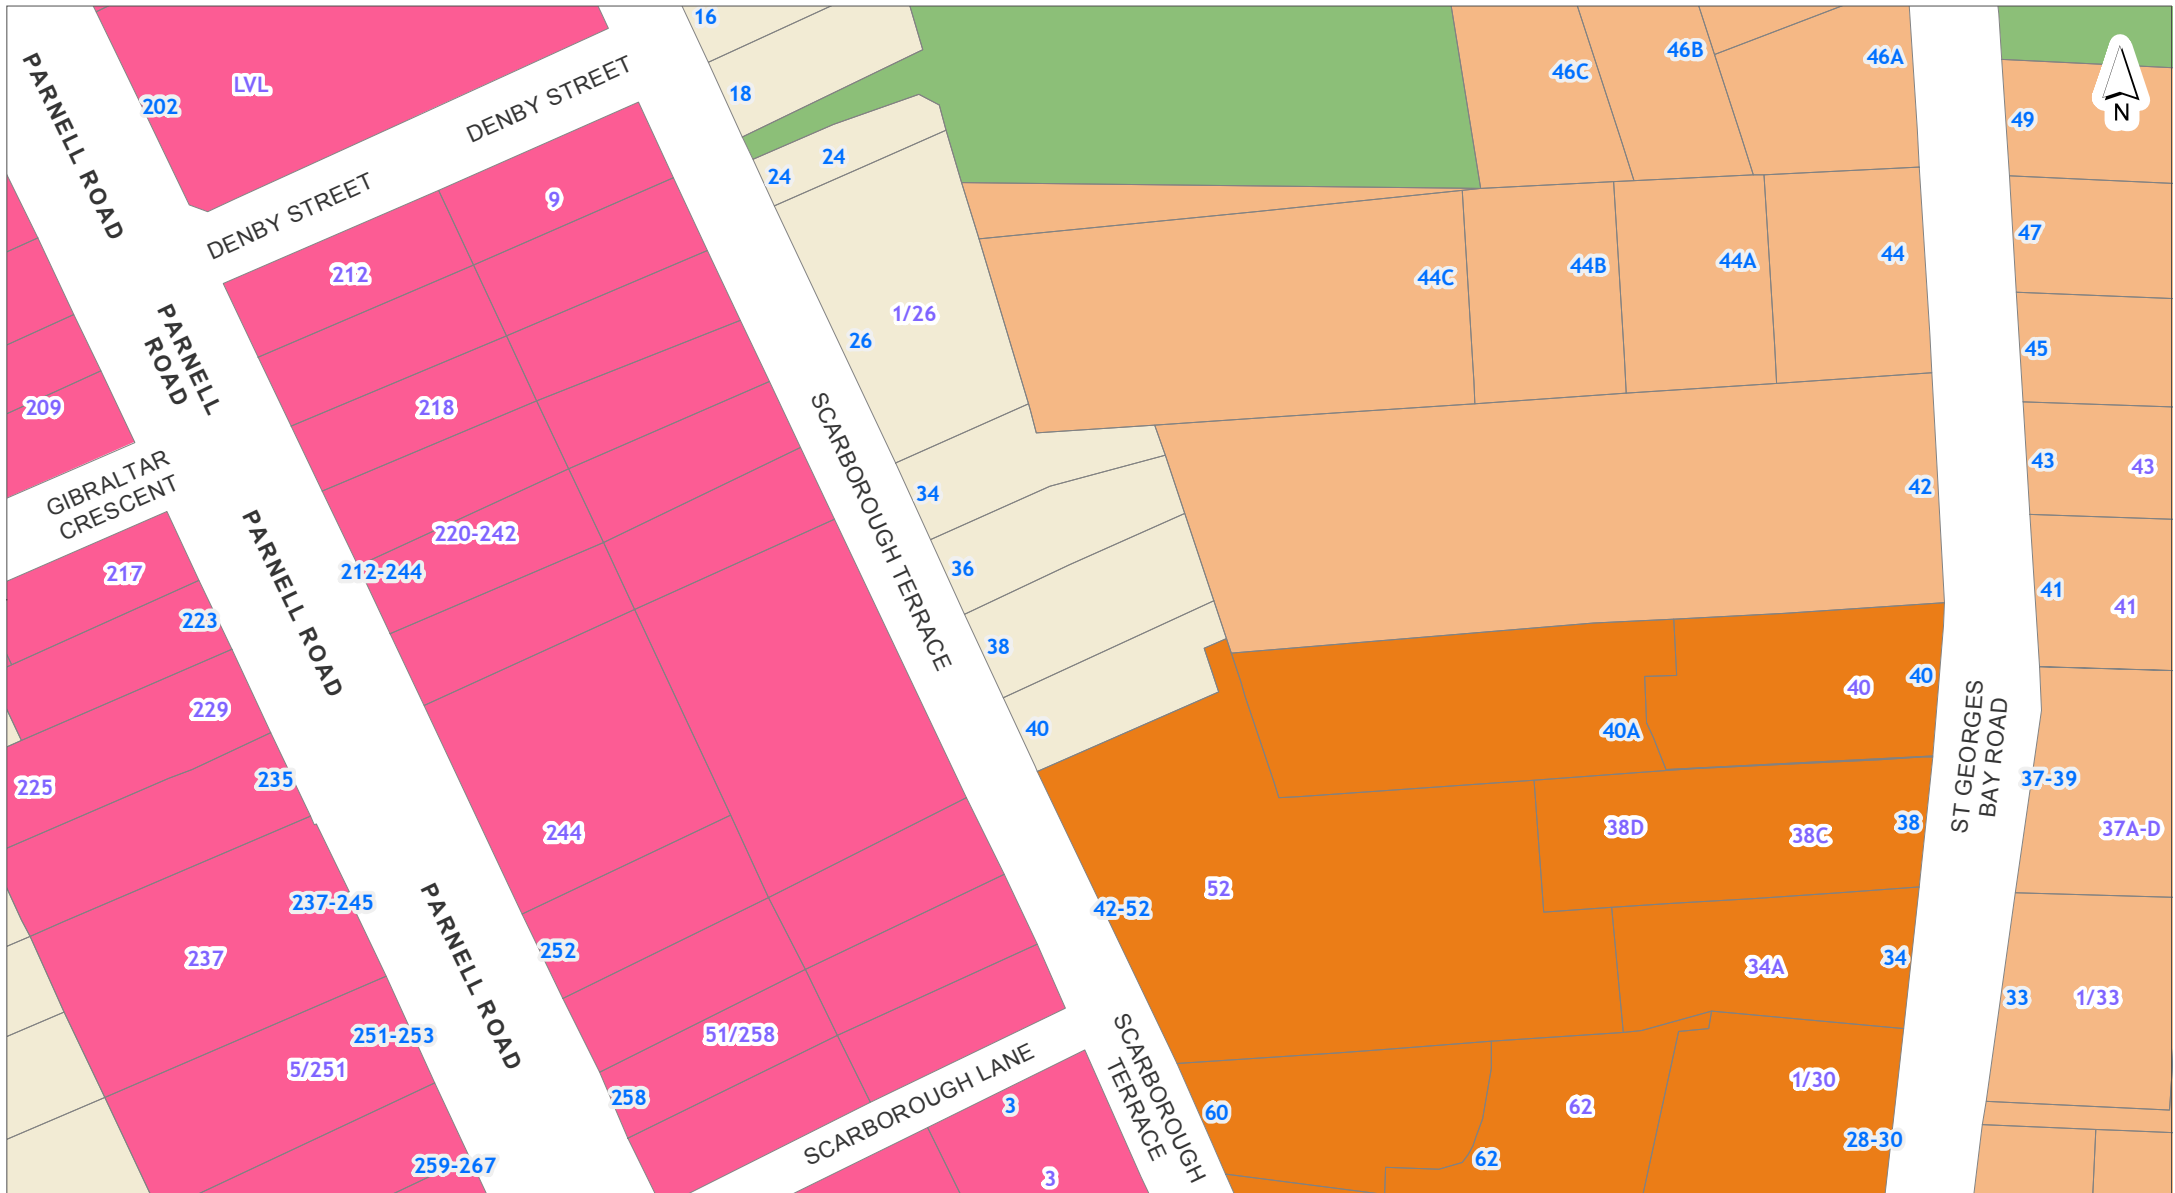 16
46B
46C
46A
PARNELL ROAD
LVL
DENBY STREET
18
202
N
49
24
24
9
DENBY STREET
47
212
1/26
44C
44B
44A
44
26
45
PARNELL
ROAD
209
218
SCARBOROUGH TERRACE
43
43
GIBRALTAR
CRESCENT
34
42
220-242
PARNELL ROAD
217
212-244
36
41
41
223
38
40
40
229
40
40A
ST GEORGES
BAY ROAD
235
225
37-39
244
38D
38C
38
37A-D
52
237-245
42-52
PARNELL ROAD
237
252
34A
34
33
1/33
251-253
51/258
5/251
SCARBOROUGH LANE
SCARBOROUGH
TERRACE
1/30
258
3
60
62
28-30
259-267
62
3